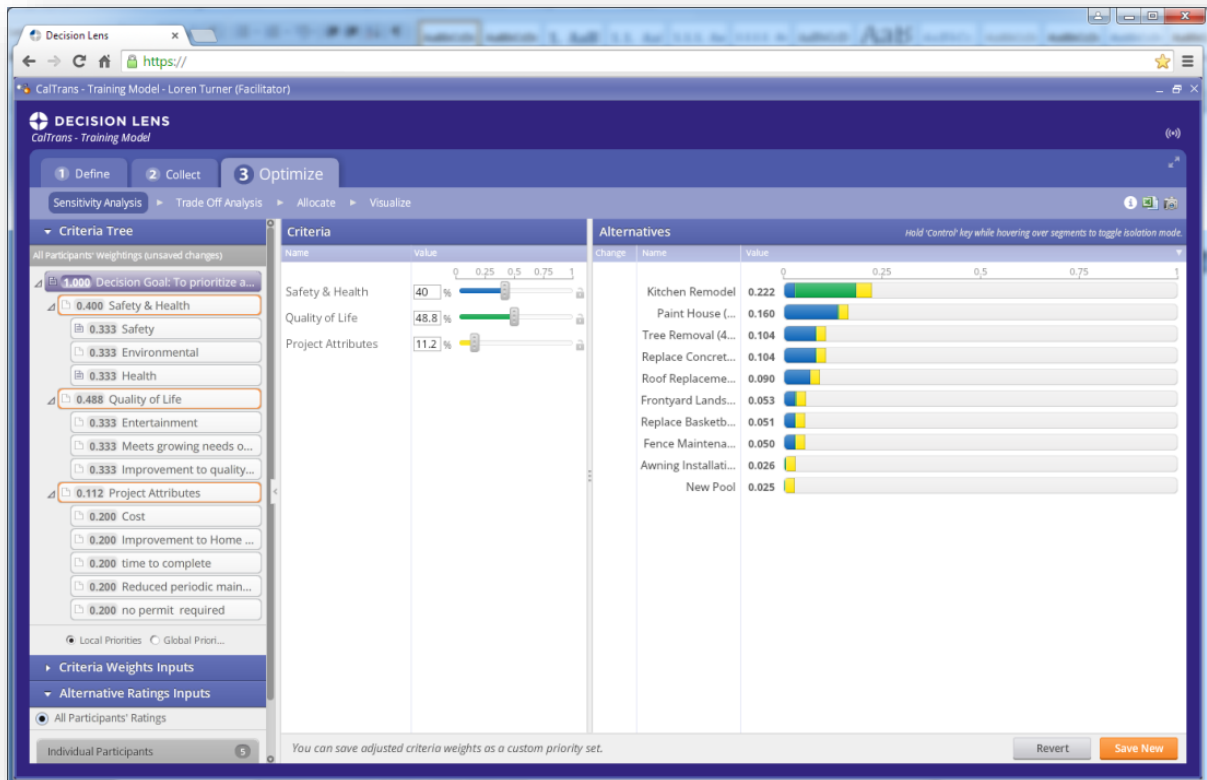 Decision Lens
https://
CalTrans - Training Model - Loren Turner (Facilitator)
DECISION LENS
CalTrans - Training Model
1 Define
2 Collect
3 Optimize
Sensitivity Analysis
Trade Off Analysis
Allocate
Visualize
Criteria Tree
All Participants' Weightings (unsaved changes)
1.000 Decision Goal: To prioritize a...
0.400 Safety & Health
0.333 Safety
0.333 Environmental
0.333 Health
0.488 Quality of Life
0.333 Entertainment
0.333 Meets growing needs o...
0.333 Improvement to quality...
0.112 Project Attributes
0.200 Cost
0.200 Improvement to Home ...
0.200 time to complete
0.200 Reduced periodic main...
0.200 no permit required
Local Priorities Global Priori...
Criteria Weights Inputs
Alternative Ratings Inputs
All Participants' Ratings
Individual Participants 5
Criteria
Name Value
0 0.25 0.5 0.75 1
Safety & Health 40 %
Quality of Life 48.8 %
Project Attributes 11.2 %
Alternatives
Hold 'Control' key while hovering over segments to toggle isolation mode.
Change Name Value
0 0.25 0.5 0.75 1
Kitchen Remodel 0.222
Paint House (... 0.160
Tree Removal (4... 0.104
Replace Concret... 0.104
Roof Replaceme... 0.090
Frontyard Lands... 0.053
Replace Basketb... 0.051
Fence Maintena... 0.050
Awning Installati... 0.026
New Pool 0.025
You can save adjusted criteria weights as a custom priority set.
Revert
Save New